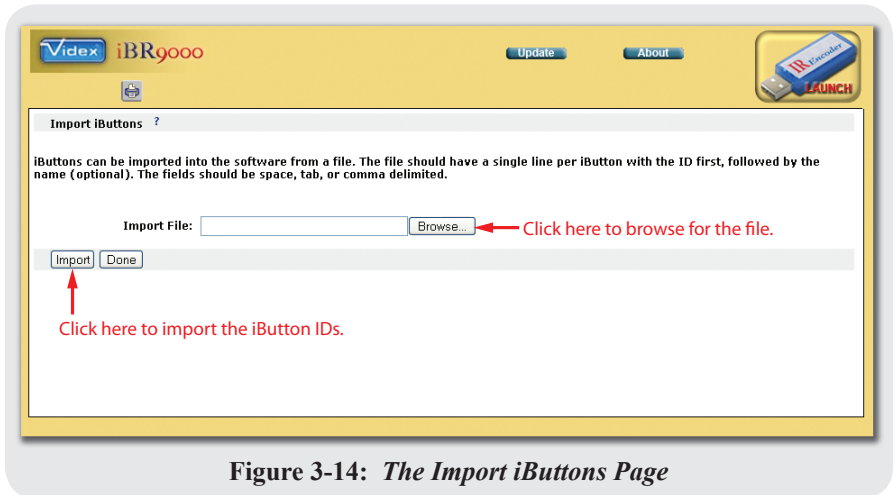 Videx iBR9000
Update About
IR Encoder
LAUNCH
Import iButtons ?
iButtons can be imported into the software from a file. The file should have a single line per iButton with the ID first, followed by the
name (optional). The fields should be space, tab, or comma delimited.
Import File: Browse... Click here to browse for the file.
Import Done
Click here to import the iButton IDs.
Figure 3-14: The Import iButtons Page